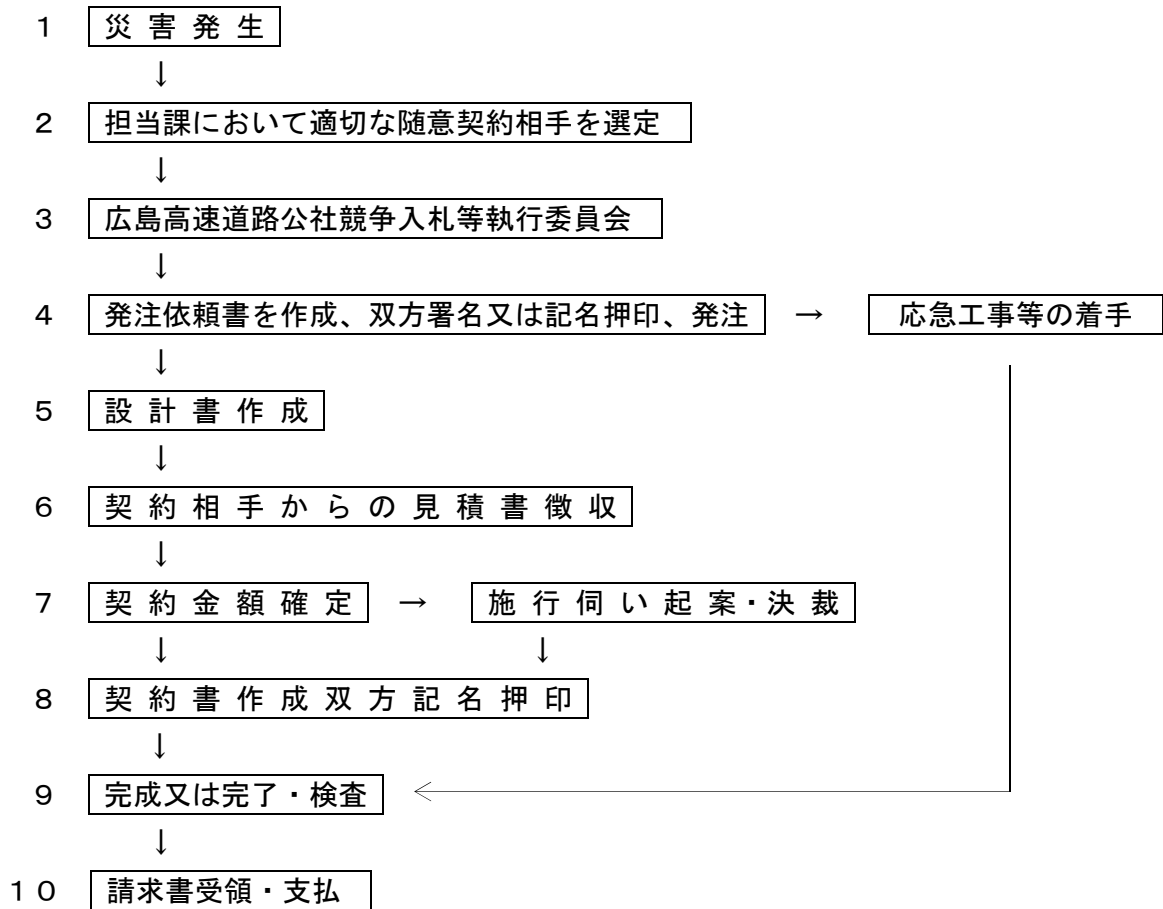 １ 災 害 発 生
↓
２ 担当課において適切な随意契約相手を選定
↓
３ 広島高速道路公社競争入札等執行委員会
↓
４ 発注依頼書を作成、双方署名又は記名押印、発注 → 応急工事等の着手
↓
５ 設 計 書 作 成
↓
６ 契 約 相 手 か ら の 見 積 書 徴 収
↓
７ 契 約 金 額 確 定 → 施 行 伺 い 起 案・決 裁
↓ ↓
８ 契 約 書 作 成 双 方 記 名 押 印
↓
９ 完成又は完了・検査
↓
１０ 請求書受領・支払